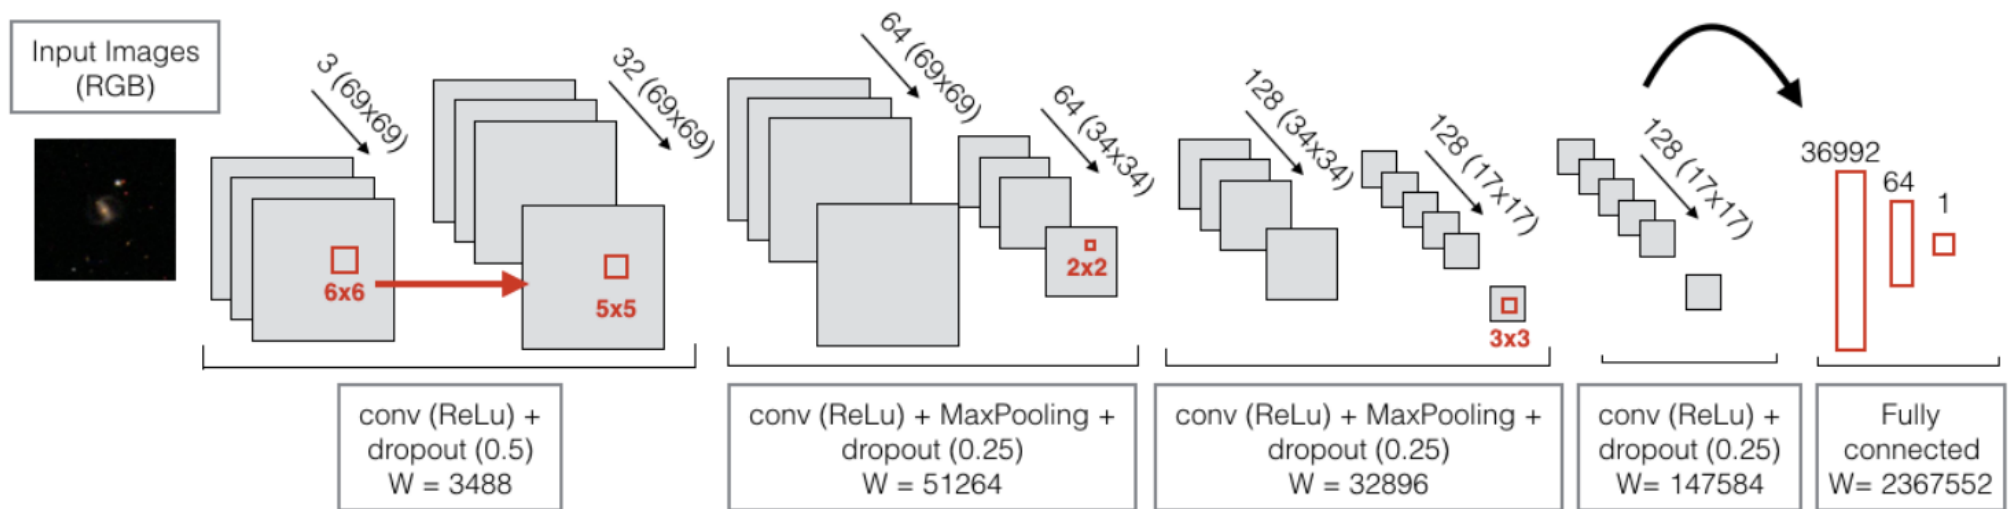 Input Images
(RGB)
3 (69x69)
32 (69x69)
64 (69x69)
64 (34x34)
128 (34x34)
128 (17x17)
128 (17x17)
36992
64
1
6x6
5x5
2x2
3x3
conv (ReLu) +
dropout (0.5)
W = 3488
conv (ReLu) + MaxPooling +
dropout (0.25)
W = 51264
conv (ReLu) + MaxPooling +
dropout (0.25)
W = 32896
conv (ReLu) +
dropout (0.25)
W= 147584
Fully
connected
W= 2367552